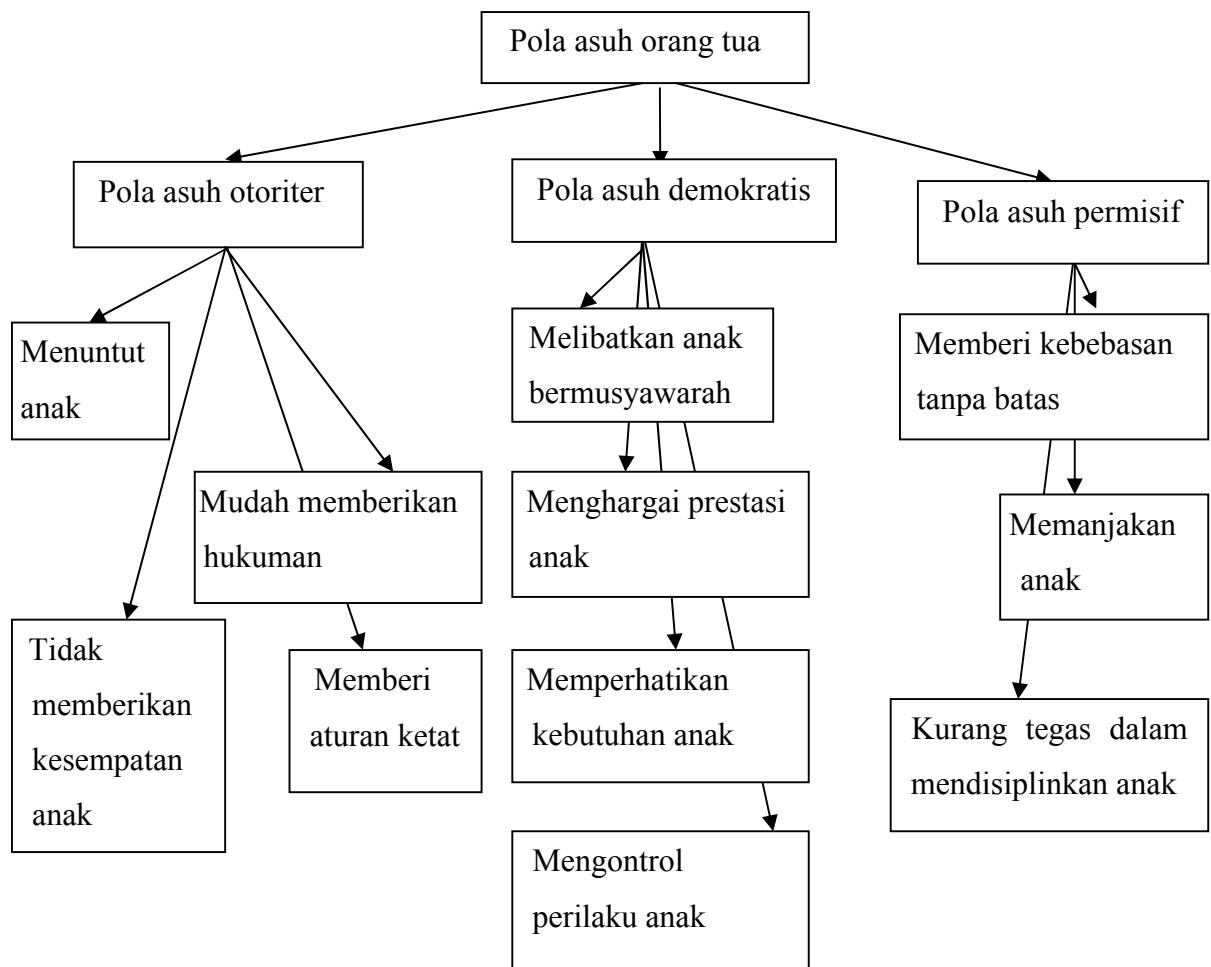 Pola asuh orang tua
Pola asuh otoriter
Pola asuh demokratis
Pola asuh permisif
Menuntut
anak
Melibatkan anak
bermusyawarah
Memberi kebebasan
tanpa batas
Mudah memberikan
hukuman
Menghargai prestasi
anak
Memanjakan
anak
Tidak
memberikan
kesempatan
anak
Memberi
aturan ketat
Memperhatikan
kebutuhan anak
Kurang tegas dalam
mendisiplinkan anak
Mengontrol
perilaku anak